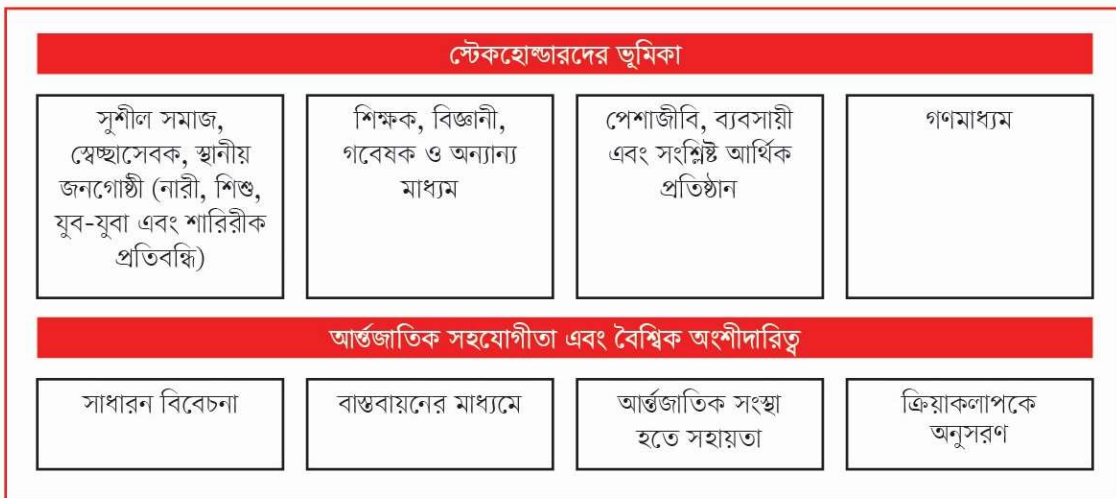 স্টেকহোল্ডারদের ভূমিকা
সুশীল সমাজ,
স্বেচ্ছাসেবক, স্থানীয়
জনগোষ্ঠী (নারী, শিশু,
যুব-যুবা এবং শারিরীক
প্রতিবন্ধি)
শিক্ষক, বিজ্ঞানী,
গবেষক ও অন্যান্য
মাধ্যম
পেশাজীবি, ব্যবসায়ী
এবং সংশ্লিষ্ট আর্থিক
প্রতিষ্ঠান
গণমাধ্যম
আর্ন্তজাতিক সহযোগীতা এবং বৈশ্বিক অংশীদারিত্ব
সাধারন বিবেচনা
বাস্তবায়নের মাধ্যমে
আর্ন্তজাতিক সংস্থা
হতে সহায়তা
ক্রিয়াকলাপকে
অনুসরণ